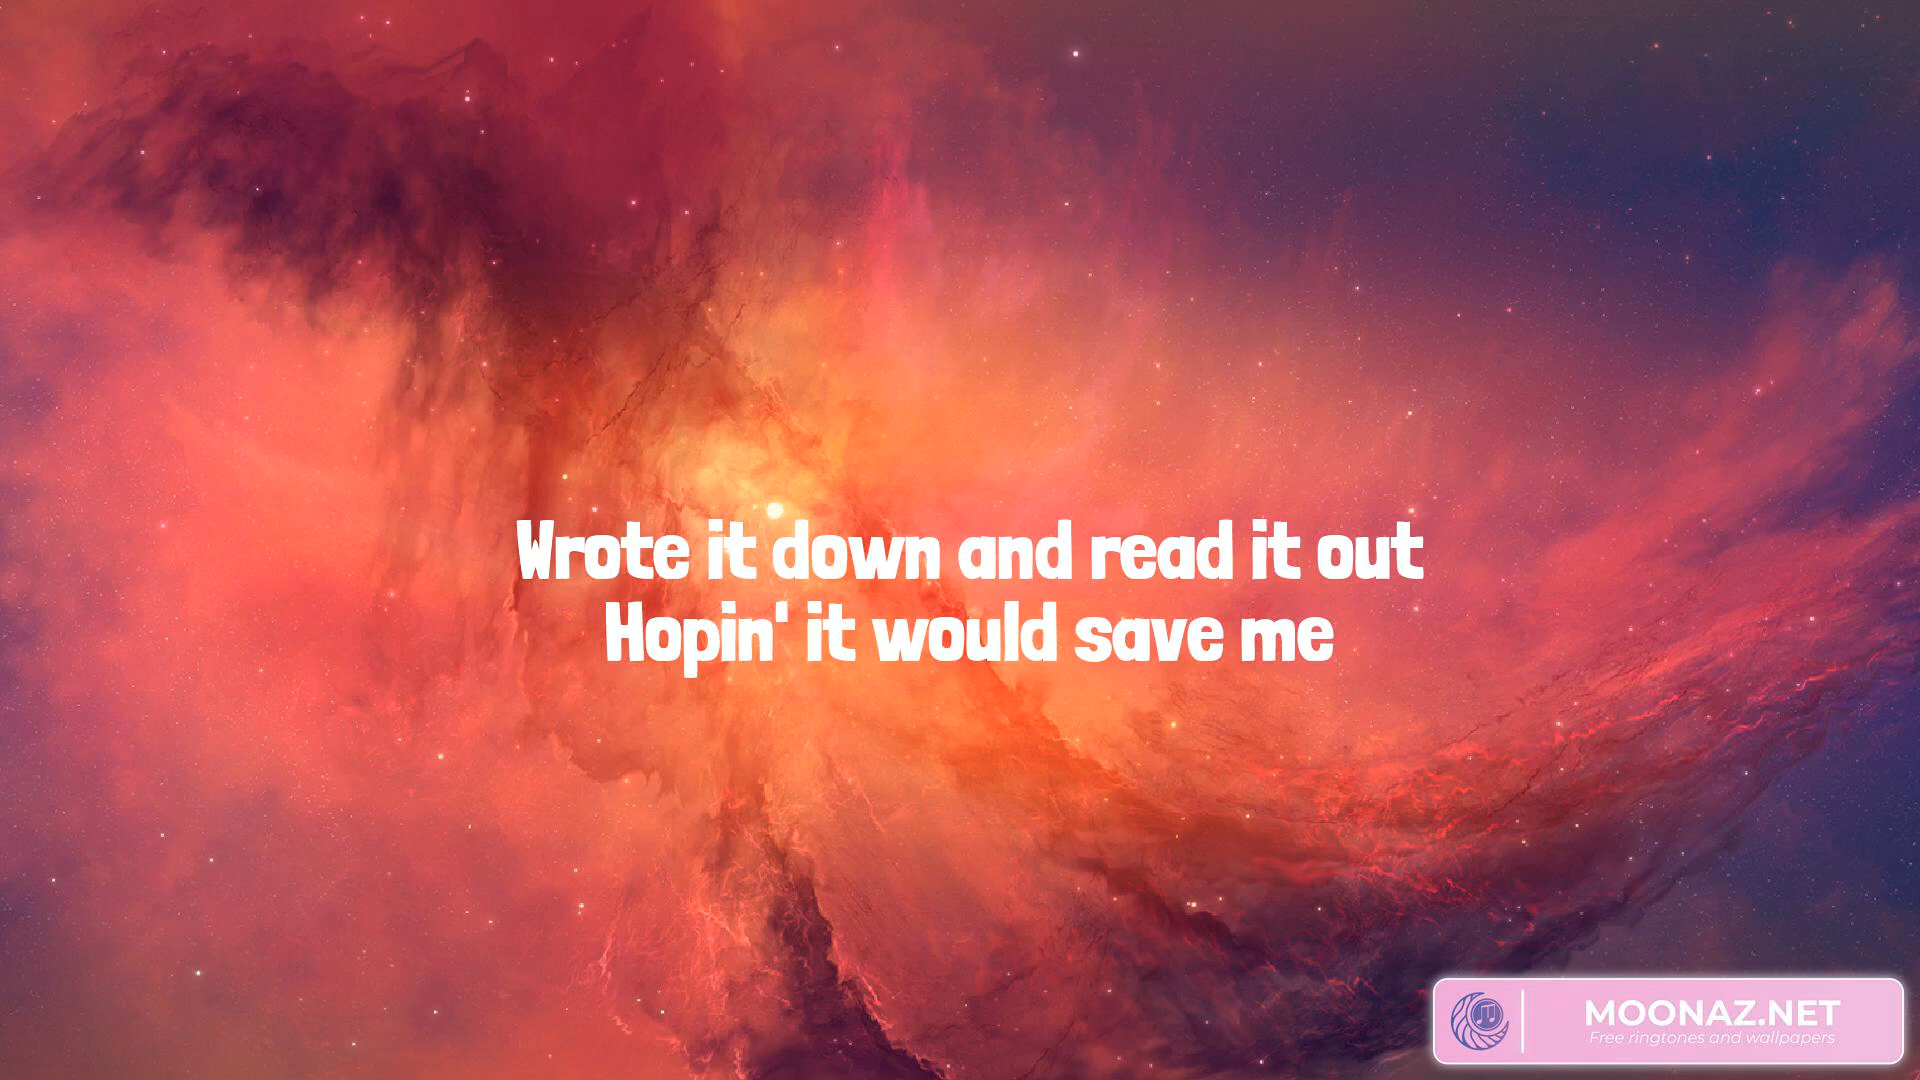 Wrote it down and read it out
Hopin' it would save me
MOONAZ.NET
Free ringtones and wallpapers